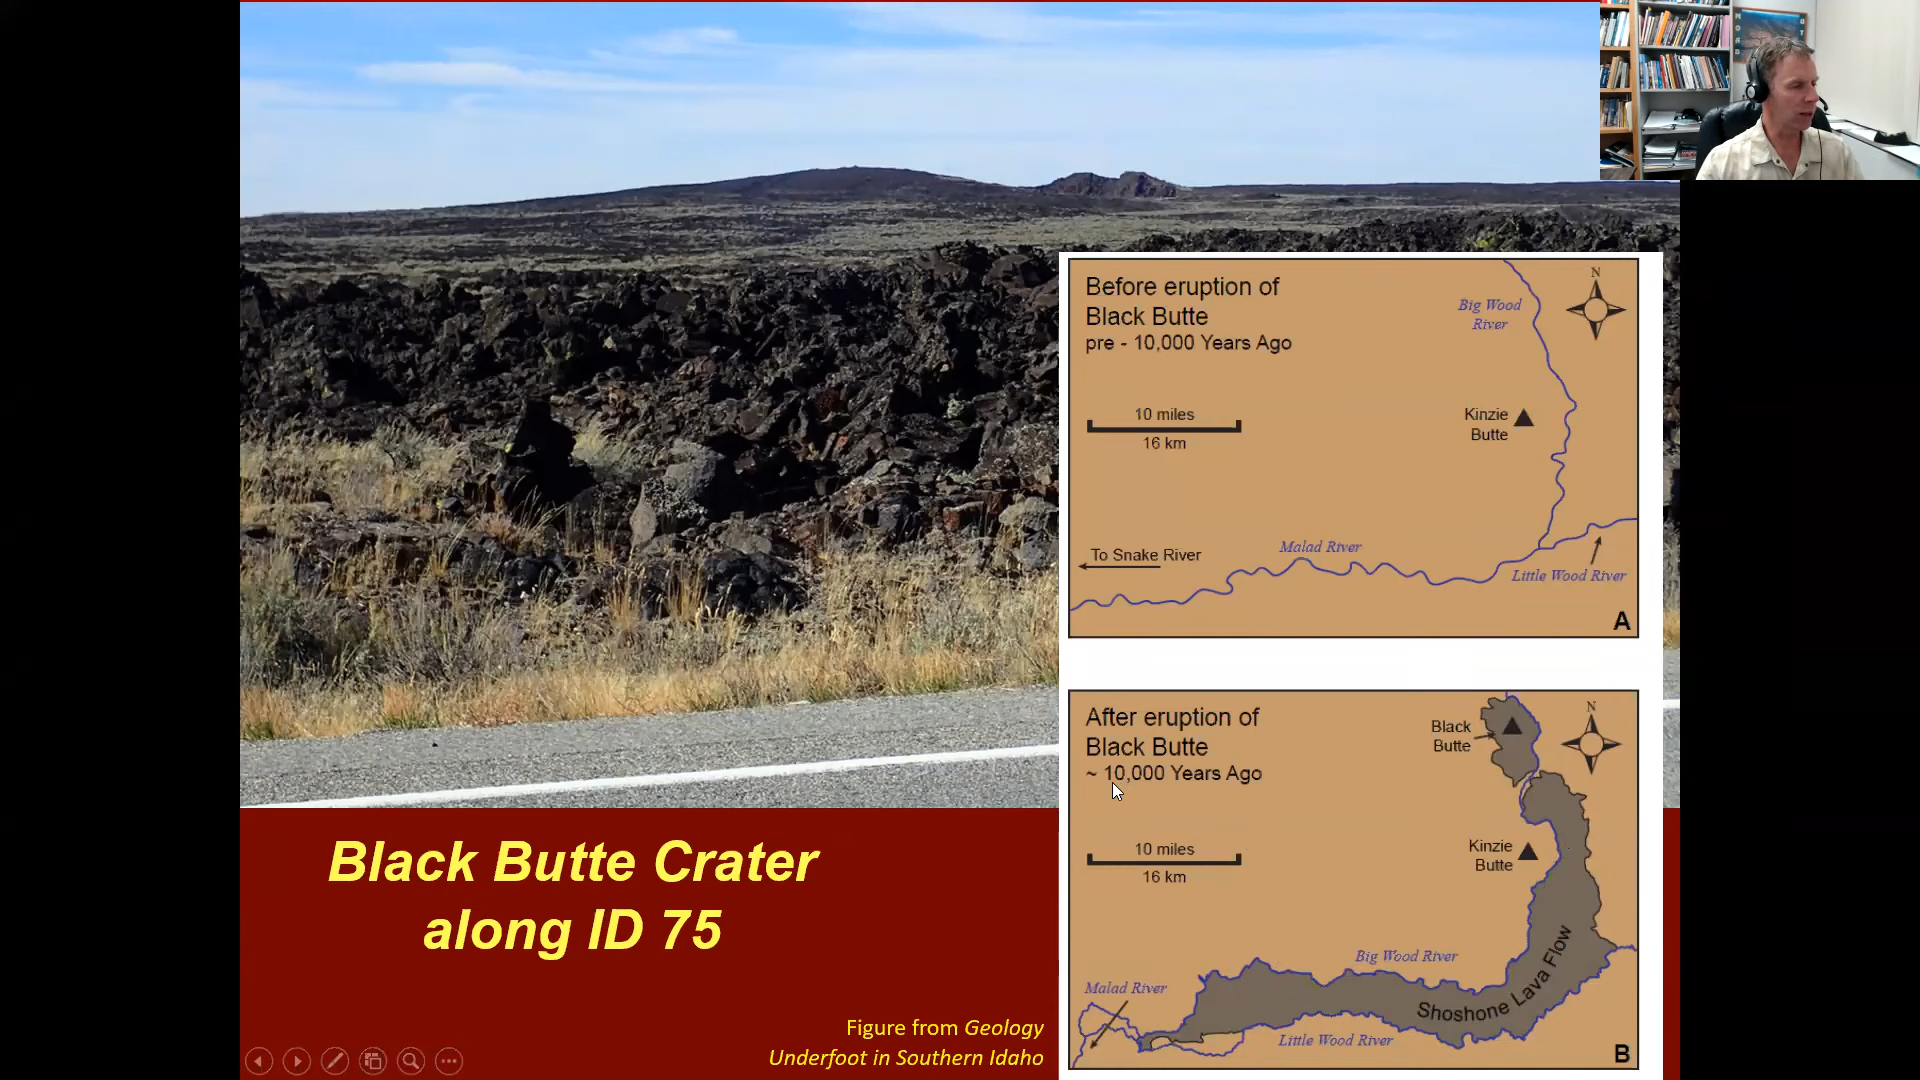 Before eruption of
Black Butte
pre - 10,000 Years Ago
Big Wood
River
N
10 miles
16 km
Kinzie
Butte
To Snake River
Malad River
Little Wood River
A
After eruption of
Black Butte
~ 10,000 Years Ago
Black
Butte
N
10 miles
16 km
Kinzie
Butte
Big Wood River
Malad River
Shoshone Lava Flow
Little Wood River
B
Black Butte Crater
along ID 75
Figure from Geology
Underfoot in Southern Idaho